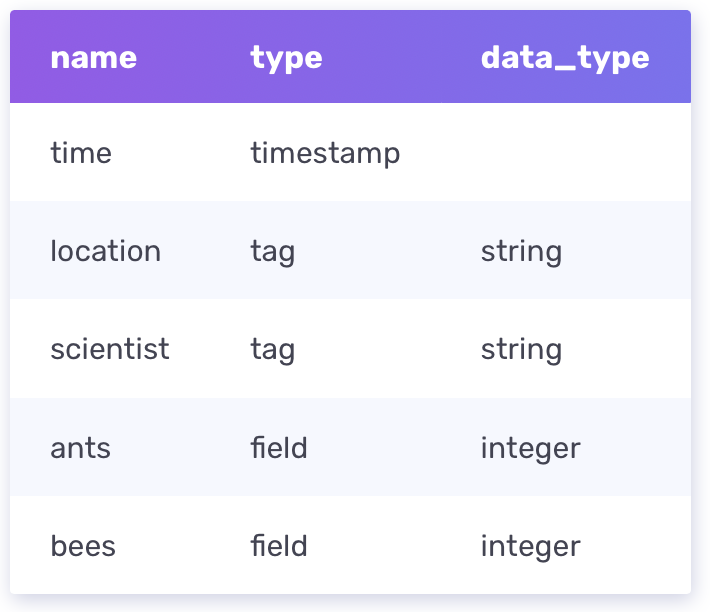 name type data_type
time timestamp
location tag string
scientist tag string
ants field integer
bees field integer